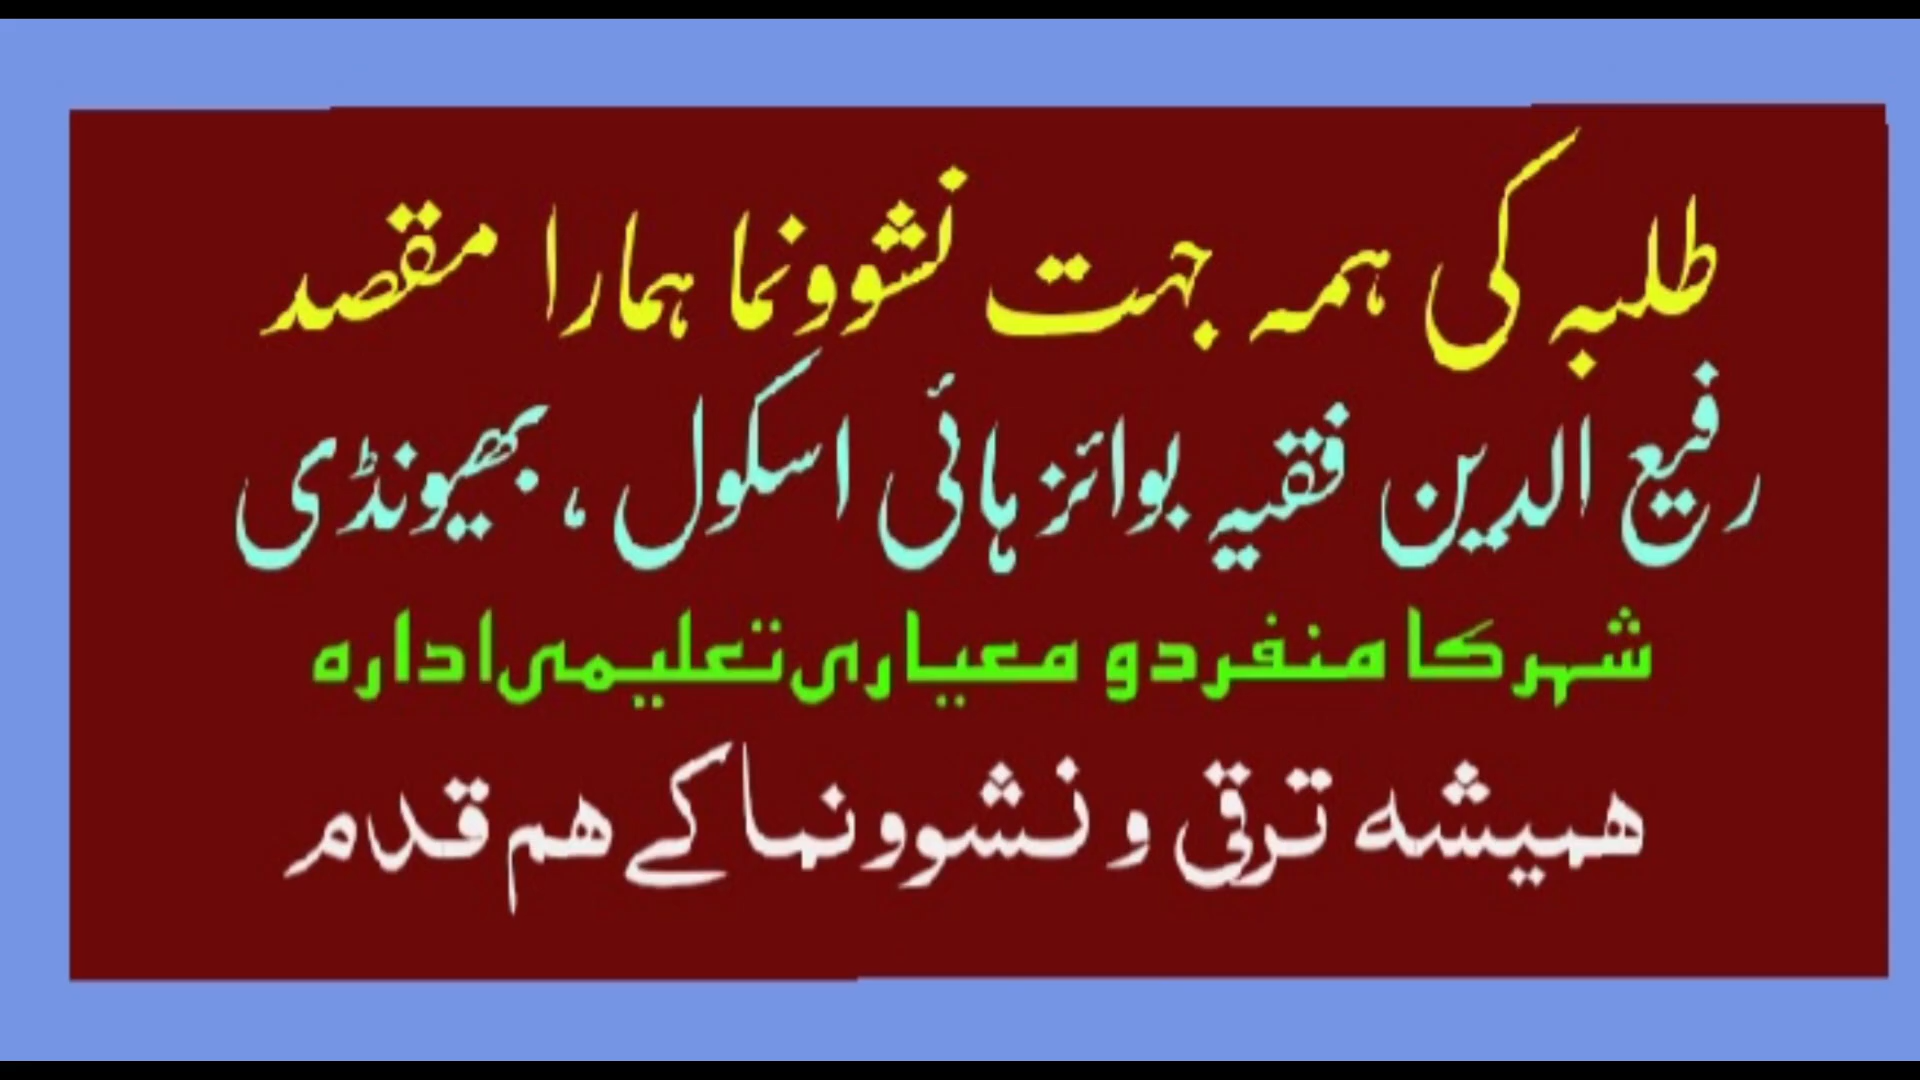 طلبہ کی ہمہ جہت نشوونما ہمارا مقصد
رفیع الدین فقیہ بوائز ہائی اسکول ، بھیونڈی
شہر کا منفرد و معیاری تعلیمی ادارہ
ہمیشہ ترقی و نشوونما کے ہم قدم